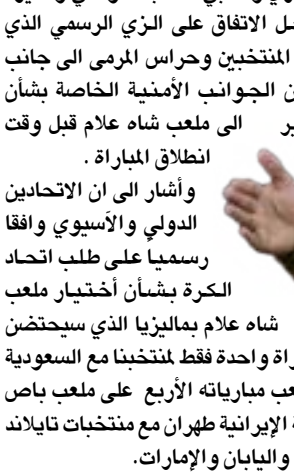 ل الاتفاق على الزي الرسمي الذي
المنتخبين وحراس المرمى الى جانب
ن الجوانب الأمنية الخاصة بشأن
ير الى ملعب شاه علام قبل وقت
انطلاق المباراة .
وأشار الى ان الاتحادين
الدولي والآسيوي وافقا
رسمياً على طلب اتحاد
الكرة بشأن أختيار ملعب
شاه علام بماليزيا الذي سيحتضن
راة واحدة فقط لمنتخبنا مع السعودية
عب مبارياته الأربع على ملعب باص
ة الإيرانية طهران مع منتخبات تايلاند
واليابان والإمارات.